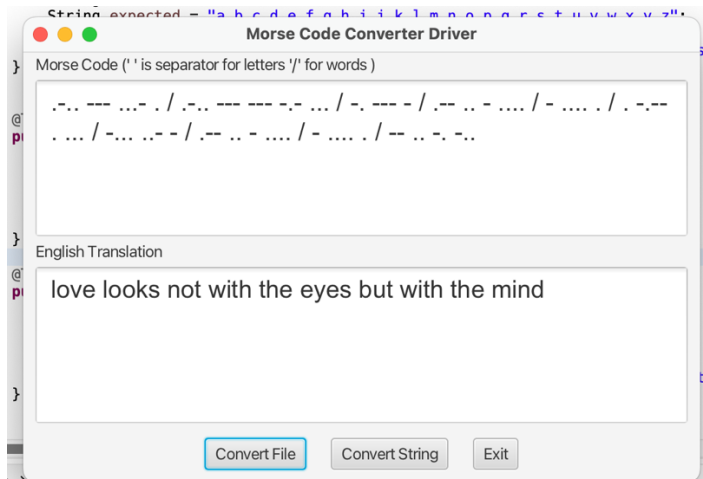 String expected = "a b c d e f g h i j k l m n o p q r s t u v w x y z";
Morse Code Converter Driver
Morse Code (' ' is separator for letters '/' for words )
}
.-.. --- ...- . / .-.. --- --- -.- ... / -. --- - / .-- .. - .... / - .... . / . -.--
. ... / -... ..- - / .-- .. - .... / - .... . / -- .. -. -..
}
English Translation
love looks not with the eyes but with the mind
}
Convert File
Convert String
Exit